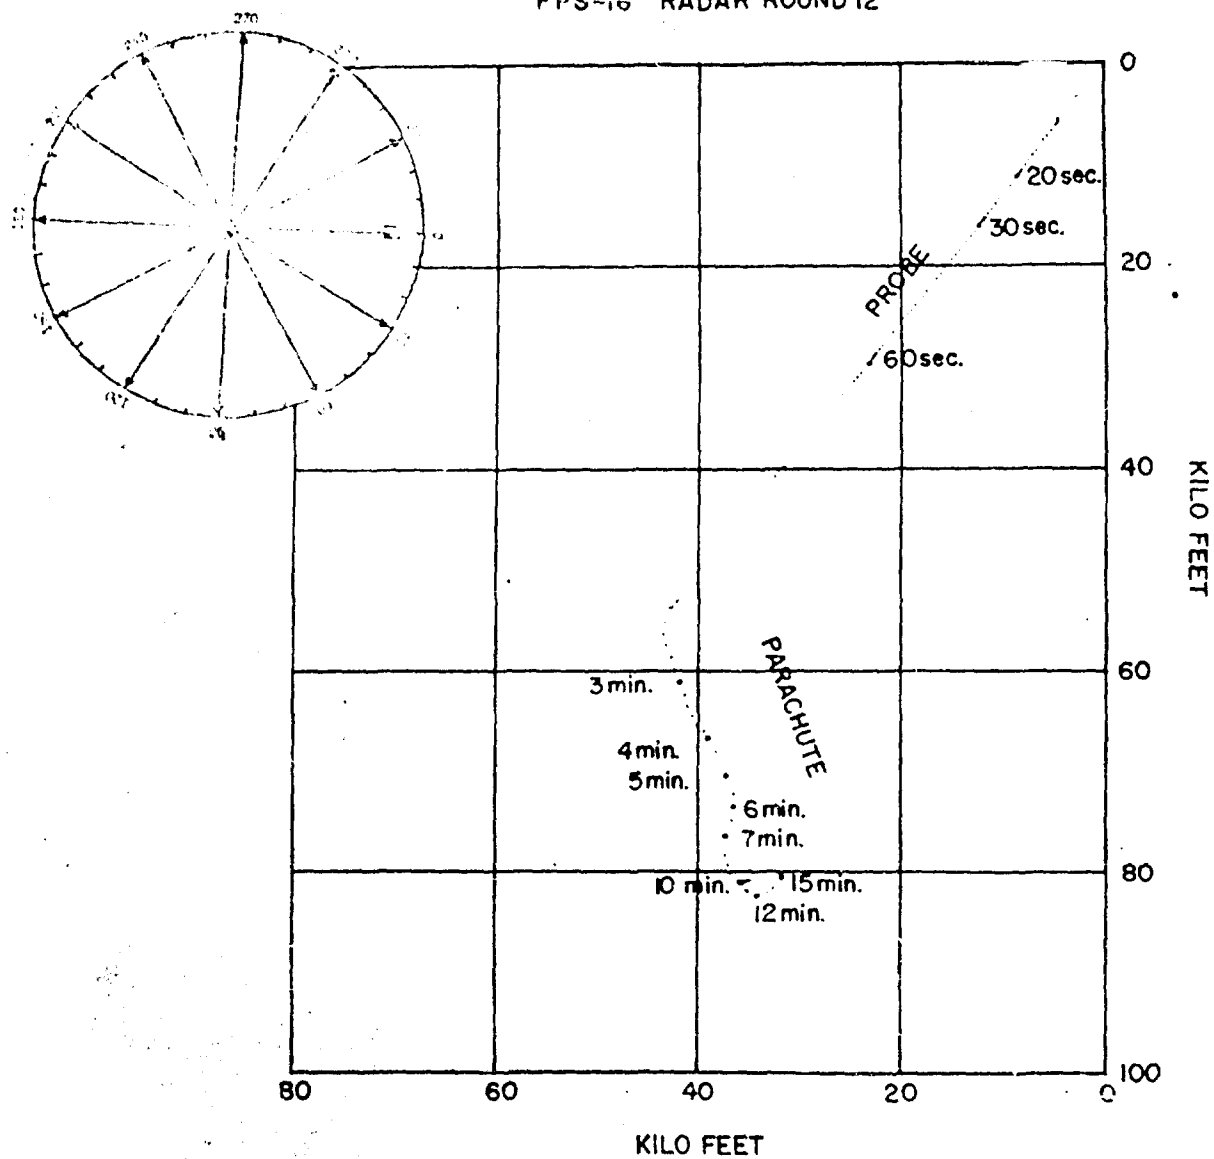 FPS-16 RADAR ROUND 12
270
0
20 sec.
30 sec.
20
PROBE
60 sec.
40
KILO FEET
PARACHUTE
60
3 min.
4 min.
5 min.
6 min.
7 min.
80
10 min.
15 min.
12 min.
100
80
60
40
20
0
KILO FEET